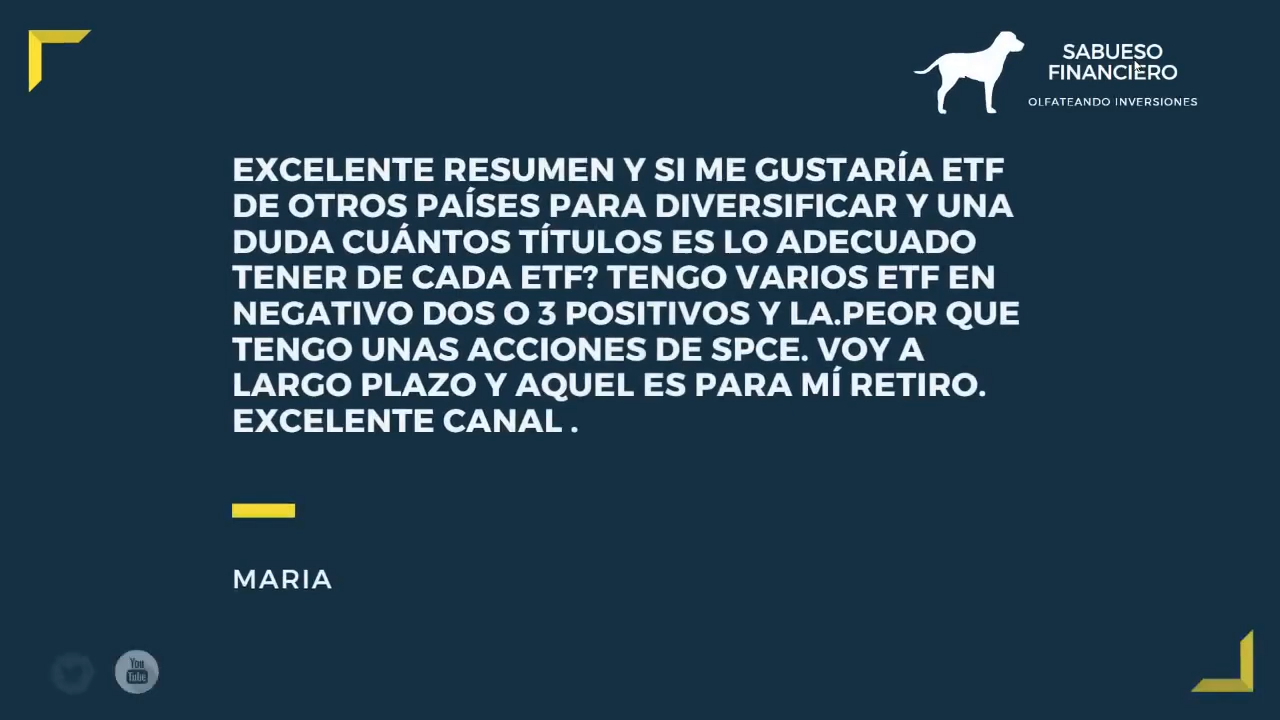 SABUESO
FINANCIERO
OLFATEANDO INVERSIONES
EXCELENTE RESUMEN Y SI ME GUSTARÍA ETF
DE OTROS PAÍSES PARA DIVERSIFICAR Y UNA
DUDA CUÁNTOS TÍTULOS ES LO ADECUADO
TENER DE CADA ETF? TENGO VARIOS ETF EN
NEGATIVO DOS O 3 POSITIVOS Y LA.PEOR QUE
TENGO UNAS ACCIONES DE SPCE. VOY A
LARGO PLAZO Y AQUEL ES PARA MÍ RETIRO.
EXCELENTE CANAL .
MARIA
You
Tube